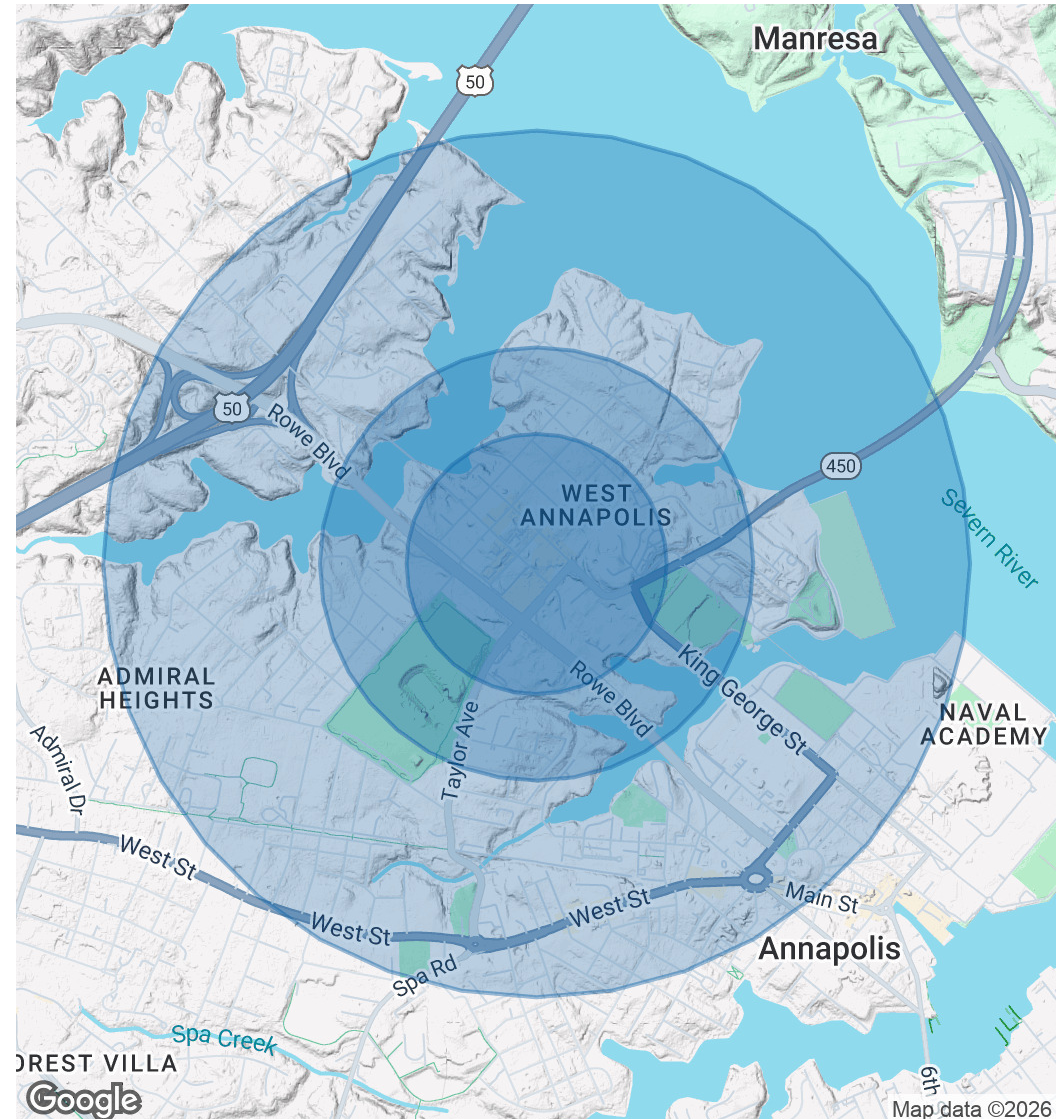 Manresa
50
50
Rowe Blvd
450
WEST
ANNAPOLIS
Severn River
ADMIRAL
HEIGHTS
King George St
Rowe Blvd
NAVAL
ACADEMY
Taylor Ave
Admiral Dr
West St
Main St
West St
West St
Annapolis
Spa Rd
Spa Creek
OREST VILLA
6th
Google
Map data ©2026